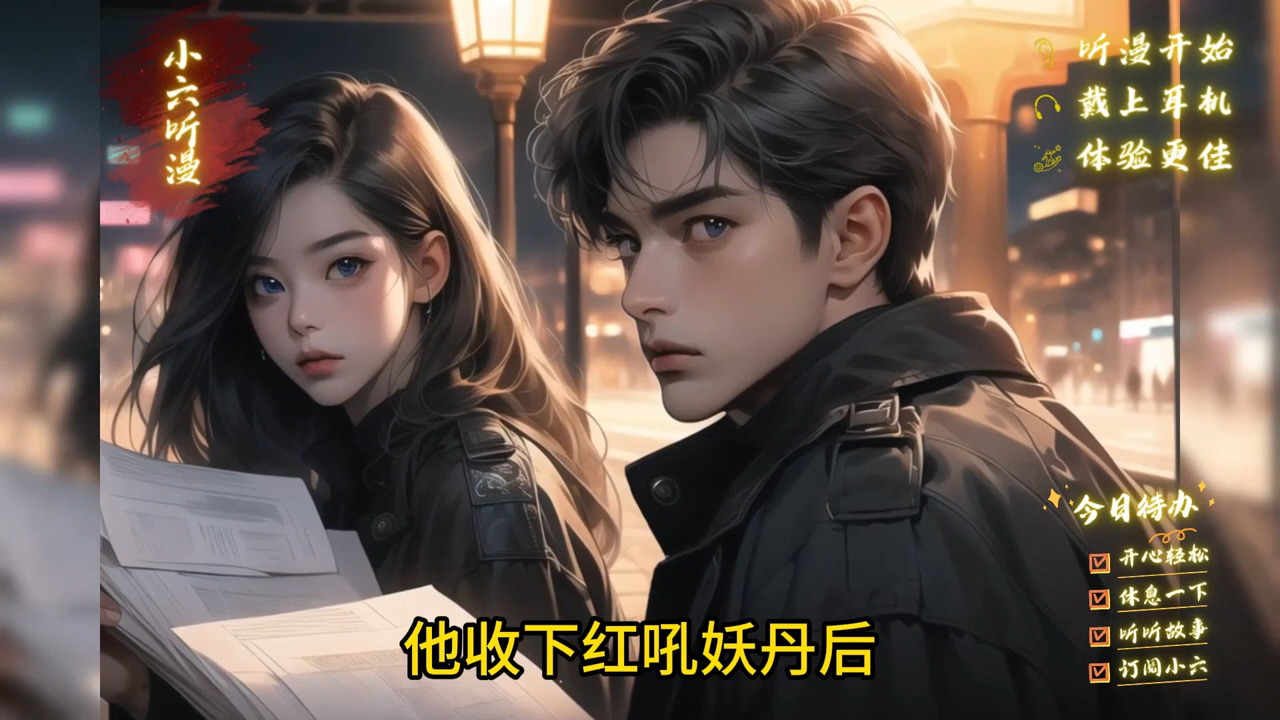 小六听漫
听漫开始
戴上耳机
体验更佳
今日待办
开心轻松
休息一下
听听故事
订阅小六
他收下红吼妖丹后